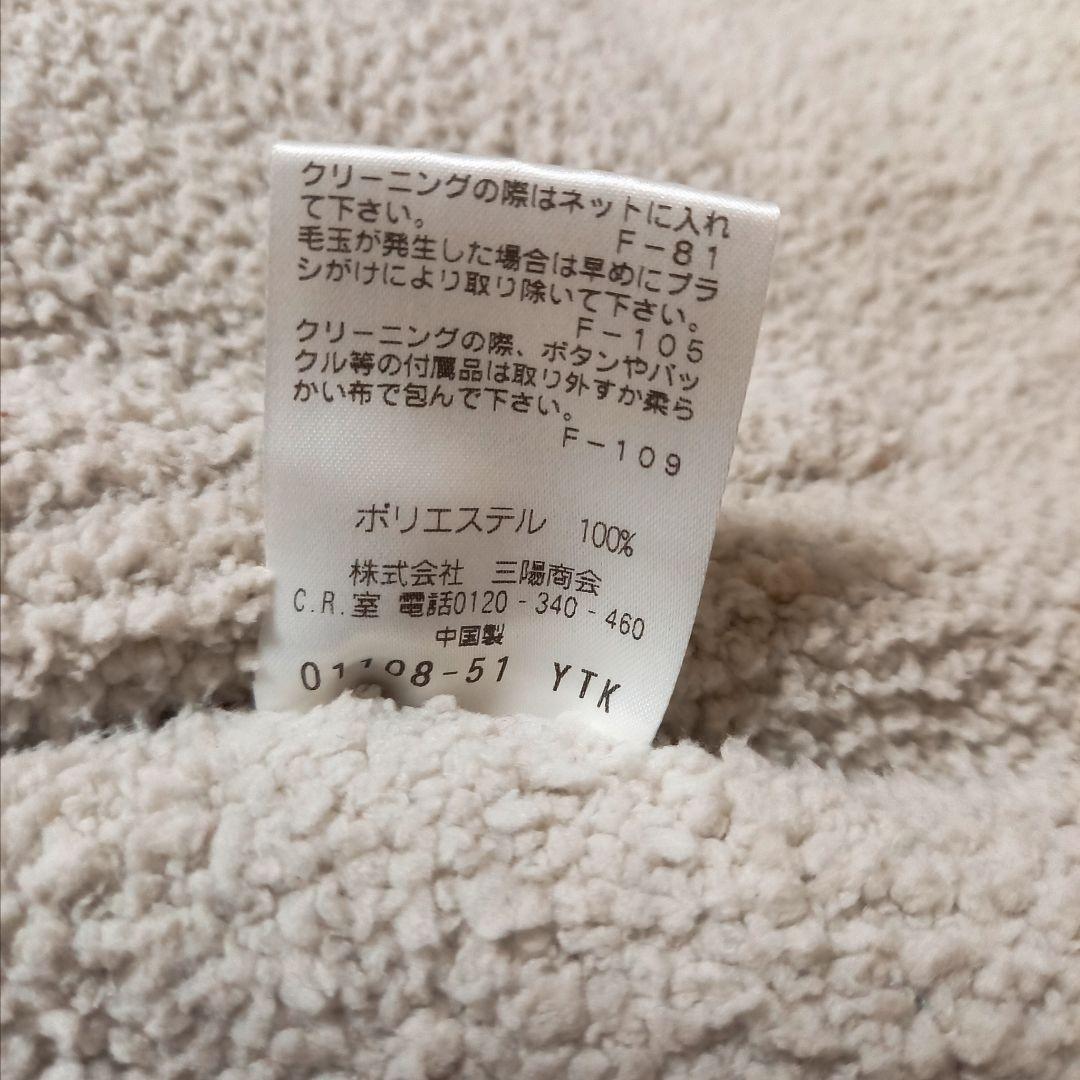 クリーニングの際はネットに入れ
て下さい。
F-81
毛玉が発生した場合は早めにブラ
シがけにより取り除いて下さい。
F-105
クリーニングの際、ボタンやバッ
クル等の付属品は取り外すか柔ら
かい布で包んで下さい。
F-109
ポリエステル 100%
株式会社 三陽商会
C.R.室 電話0120-340-460
中国製
YTK